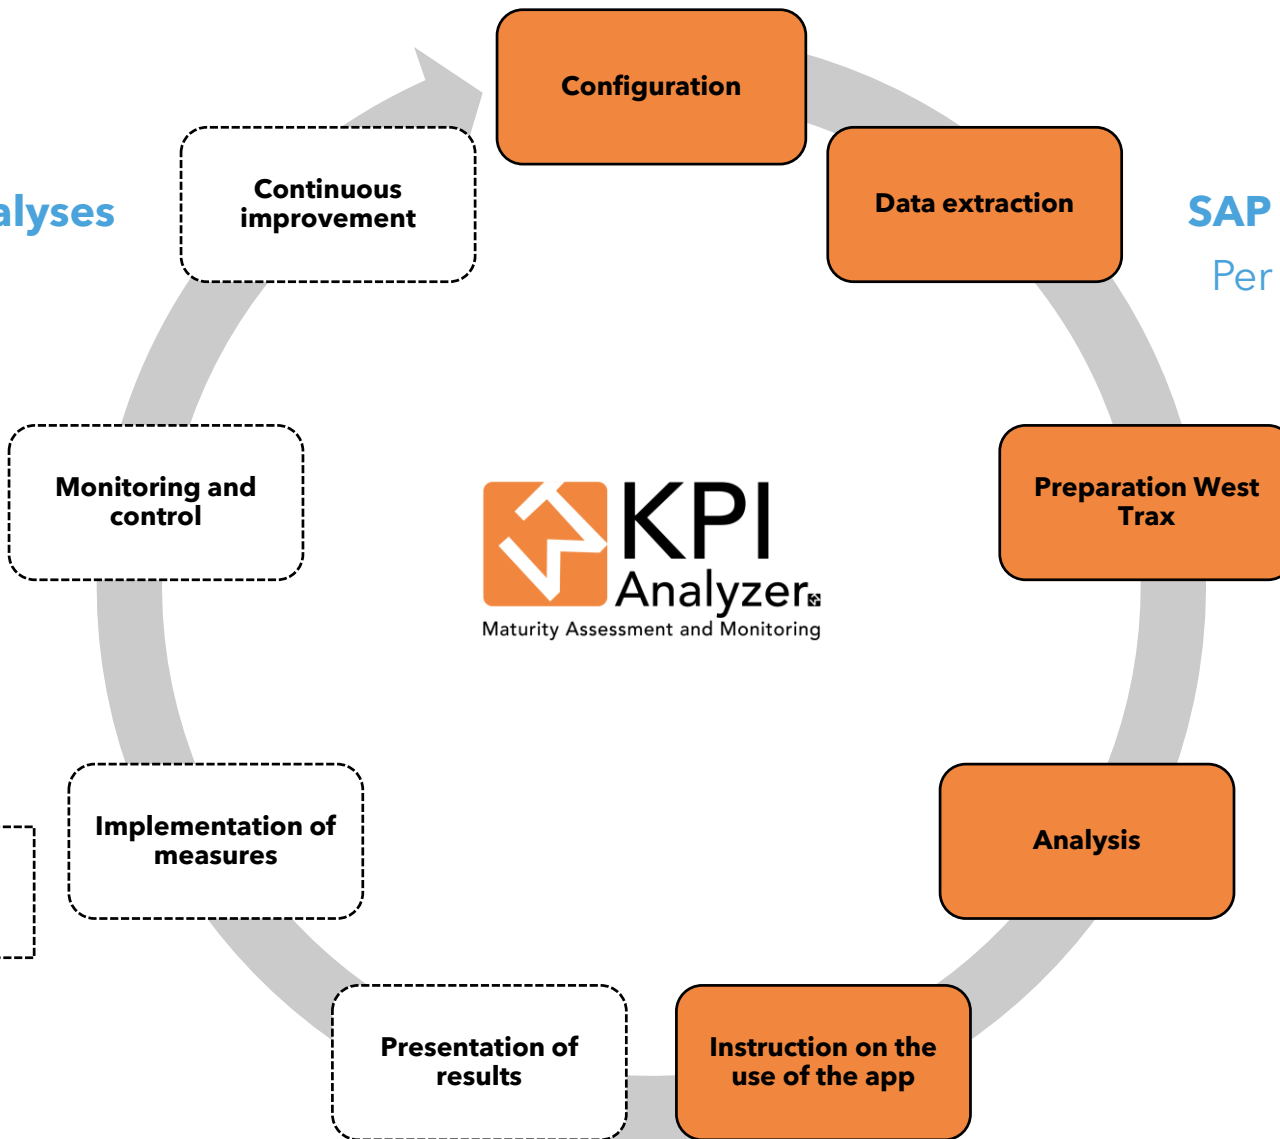 Configuration
Data extraction
SAP
Per
Preparation West
Trax
Analysis
Instruction on the
use of the app
Presentation of
results
Implementation of
measures
Monitoring and
control
Continuous
improvement
alyses
KPI
Analyzer
Maturity Assessment and Monitoring